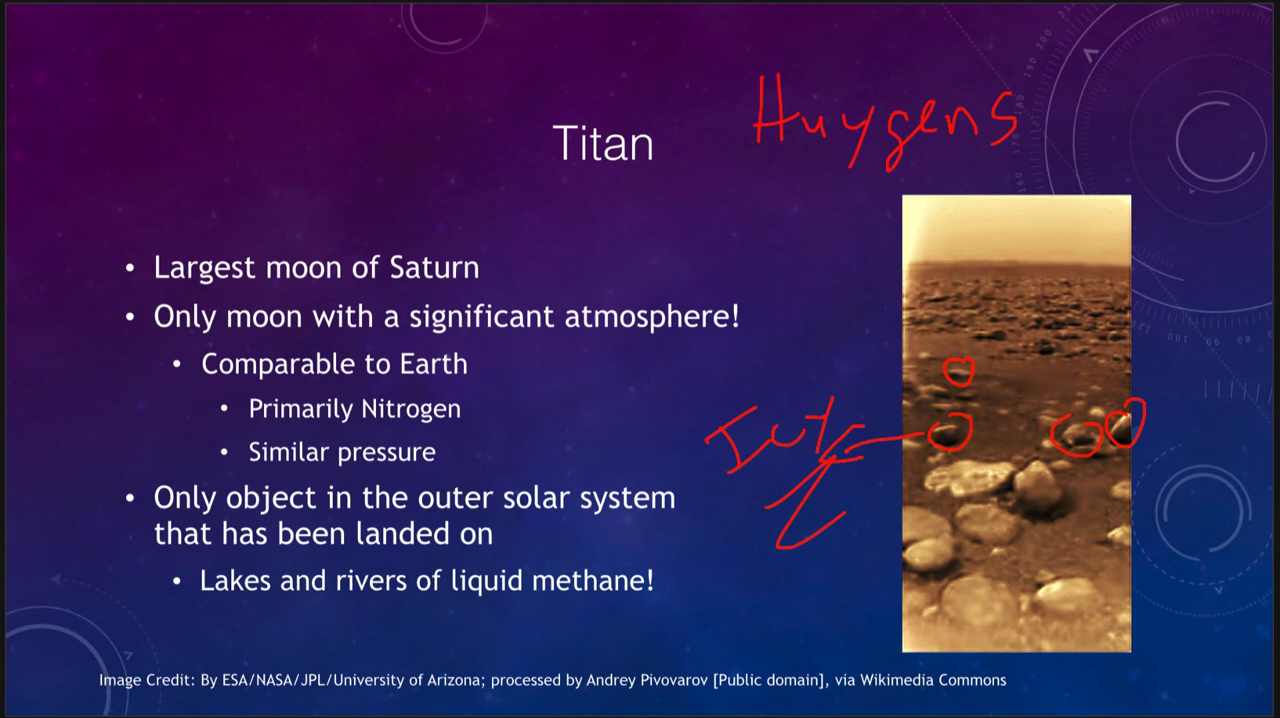 Huygens
Titan
Largest moon of Saturn
Only moon with a significant atmosphere!
Comparable to Earth
Primarily Nitrogen
Similar pressure
Only object in the outer solar system
that has been landed on
Lakes and rivers of liquid methane!
Image Credit: By ESA/NASA/JPL/University of Arizona; processed by Andrey Pivovarov [Public domain], via Wikimedia Commons